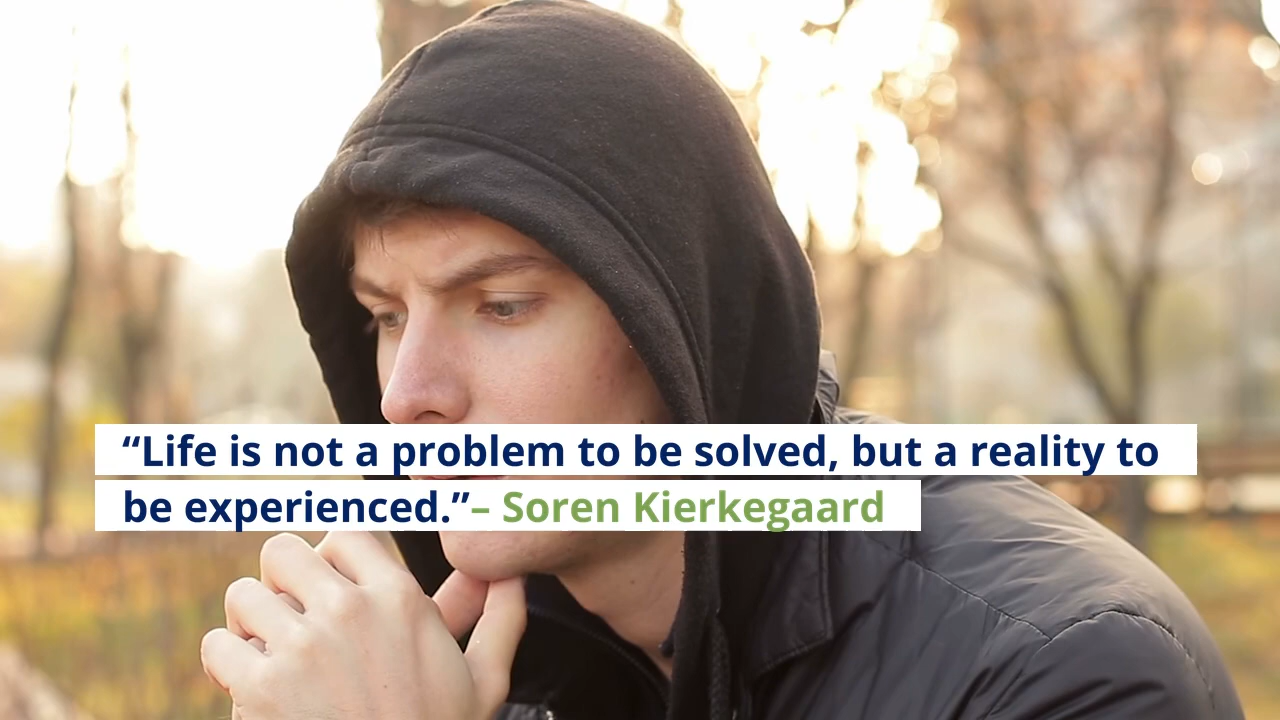 “Life is not a problem to be solved, but a reality to
be experienced.”– Soren Kierkegaard